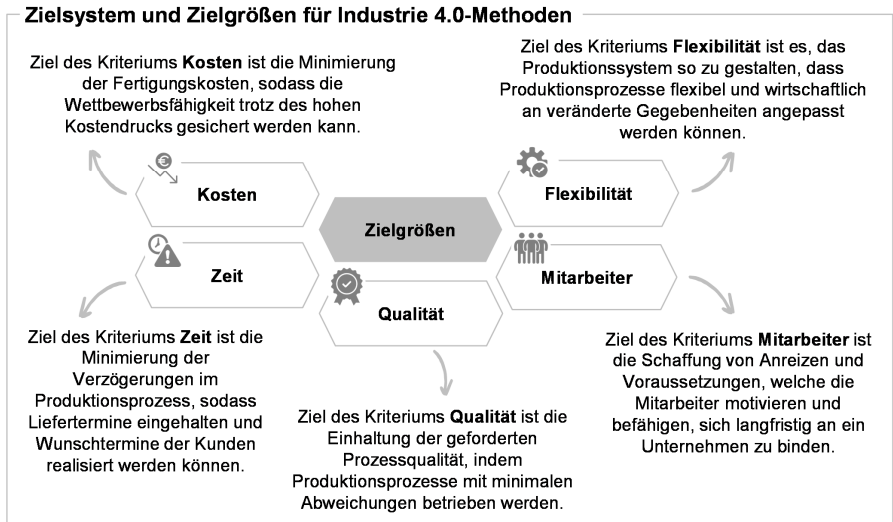 Zielsystem und Zielgrößen für Industrie 4.0-Methoden
Ziel des Kriteriums Kosten ist die Minimierung
der Fertigungskosten, sodass die
Wettbewerbsfähigkeit trotz des hohen
Kostendrucks gesichert werden kann.
Ziel des Kriteriums Flexibilität ist es, das
Produktionssystem so zu gestalten, dass
Produktionsprozesse flexibel und wirtschaftlich
an veränderte Gegebenheiten angepasst
werden können.
€
Kosten
Flexibilität
Zielgrößen
Zeit
Mitarbeiter
Qualität
Ziel des Kriteriums Zeit ist die
Minimierung der
Verzögerungen im
Produktionsprozess, sodass
Liefertermine eingehalten und
Wunschtermine der Kunden
realisiert werden können.
Ziel des Kriteriums Qualität ist die
Einhaltung der geforderten
Prozessqualität, indem
Produktionsprozesse mit minimalen
Abweichungen betrieben werden.
Ziel des Kriteriums Mitarbeiter ist
die Schaffung von Anreizen und
Voraussetzungen, welche die
Mitarbeiter motivieren und
befähigen, sich langfristig an ein
Unternehmen zu binden.